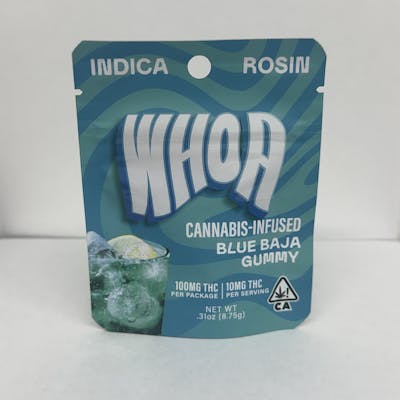 INDICA ROSIN
WHOA
CANNABIS-INFUSED
BLUE BAJA
GUMMY
100MG THC | 10MG THC
PER PACKAGE | PER SERVING
NET WT
.31oz (8.75g)
CA